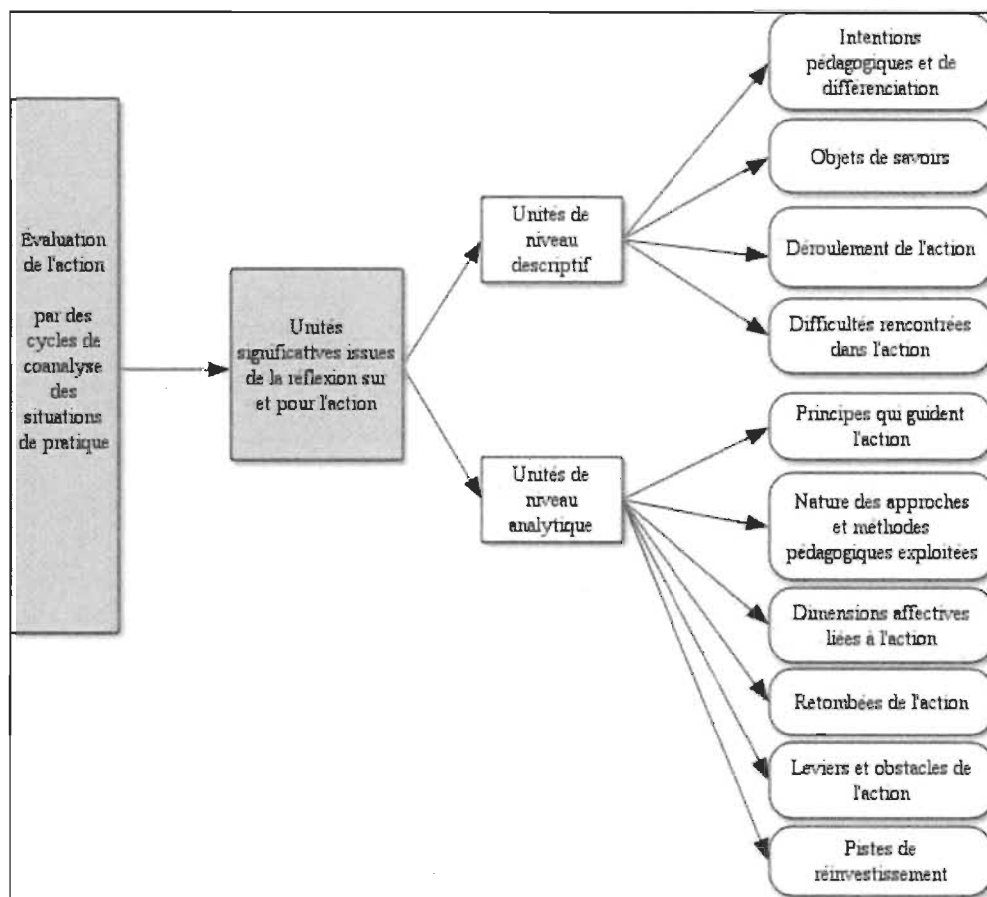 Évaluation
de l'action
par des
cycles de
coanalyse
des
situations
de pratique
Unités
significatives issues
de la réflexion sur
et pour l'action
Unités de
niveau
descriptif
Unités de
niveau
analytique
Intentions
pédagogiques et de
différenciation
Objets de savoirs
Déroulement de l'action
Difficultés rencontrées
dans l'action
Principes qui guident
l'action
Nature des approches
et méthodes
pédagogiques exploitées
Dimensions affectives
liées à l'action
Retombées de l'action
Leviers et obstacles de
l'action
Pistes de
réinvestissement